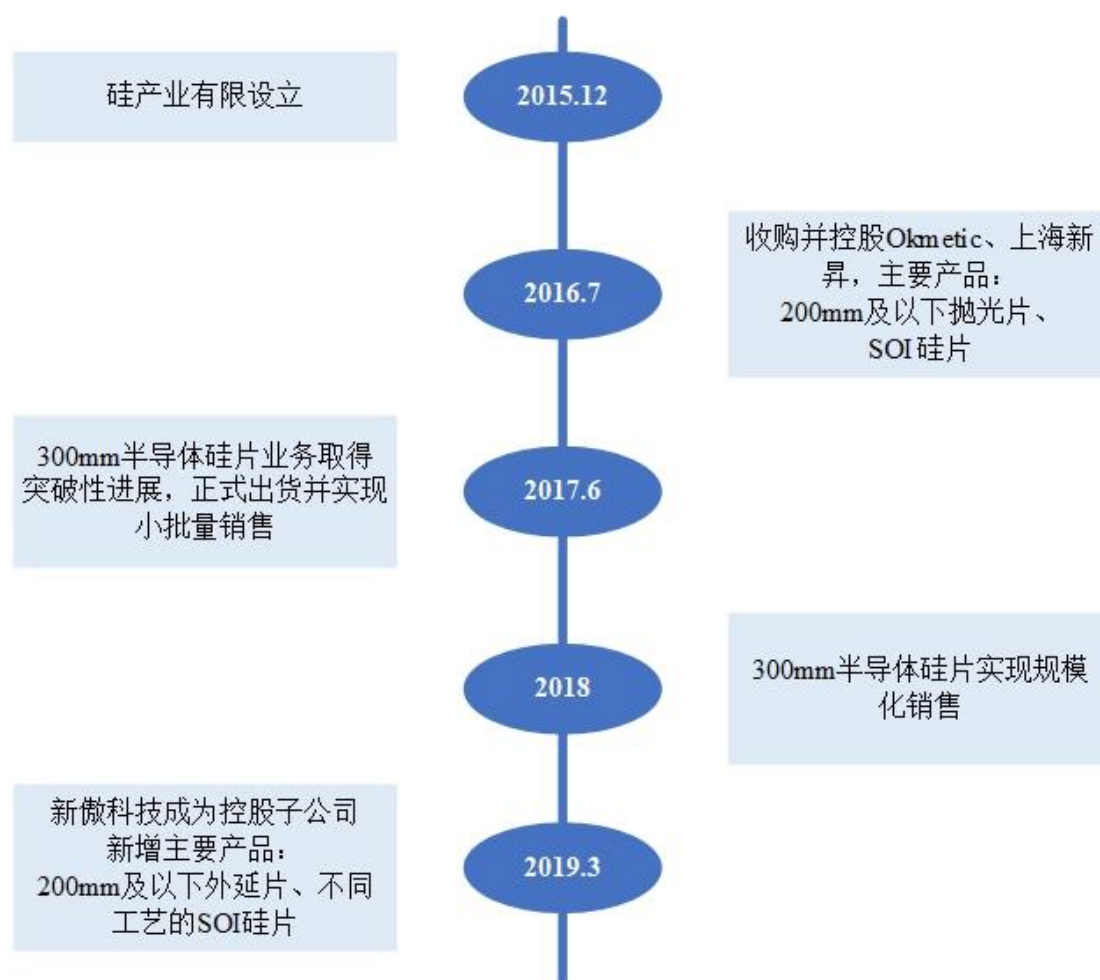 硅产业有限设立
2015.12
2016.7
收购并控股Okmetic、上海新
昇，主要产品：
200mm及以下抛光片、
SOI硅片
300mm半导体硅片业务取得
突破性进展，正式出货并实现
小批量销售
2017.6
2018
300mm半导体硅片实现规模
化销售
新傲科技成为控股子公司
新增主要产品：
200mm及以下外延片、不同
工艺的SOI硅片
2019.3